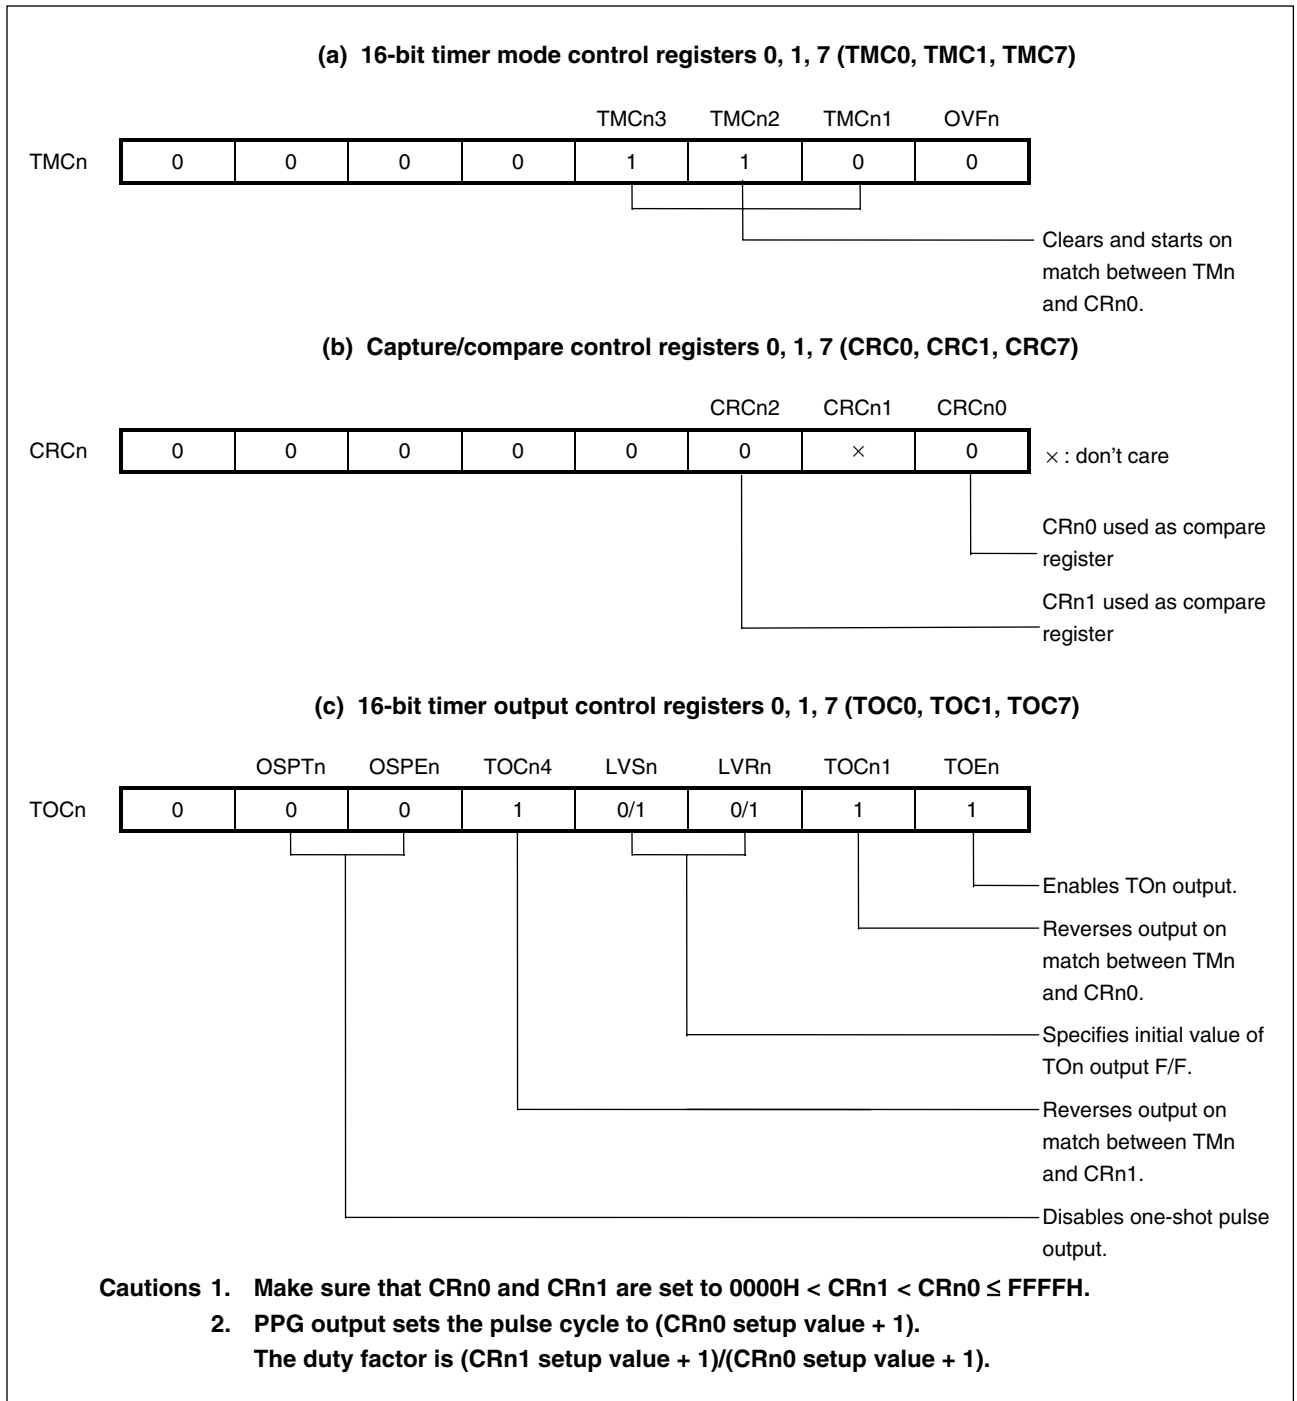 (a) 16-bit timer mode control registers 0, 1, 7 (TMC0, TMC1, TMC7)
TMCn3 TMCn2 TMCn1 OVFn
TMCn 0 0 0 0 1 1 0 0
Clears and starts on
match between TMn
and CRn0.
(b) Capture/compare control registers 0, 1, 7 (CRC0, CRC1, CRC7)
CRCn2 CRCn1 CRCn0
CRCn 0 0 0 0 0 0 × 0 × : don't care
CRn0 used as compare
register
CRn1 used as compare
register
(c) 16-bit timer output control registers 0, 1, 7 (TOC0, TOC1, TOC7)
OSPTn OSPEn TOCn4 LVSn LVRn TOCn1 TOEn
TOCn 0 0 0 1 0/1 0/1 1 1
Enables TOn output.
Reverses output on
match between TMn
and CRn0.
Specifies initial value of
TOn output F/F.
Reverses output on
match between TMn
and CRn1.
Disables one-shot pulse
output.
Cautions 1. Make sure that CRn0 and CRn1 are set to 0000H < CRn1 < CRn0 ≤ FFFFH.
2. PPG output sets the pulse cycle to (CRn0 setup value + 1).
The duty factor is (CRn1 setup value + 1)/(CRn0 setup value + 1).